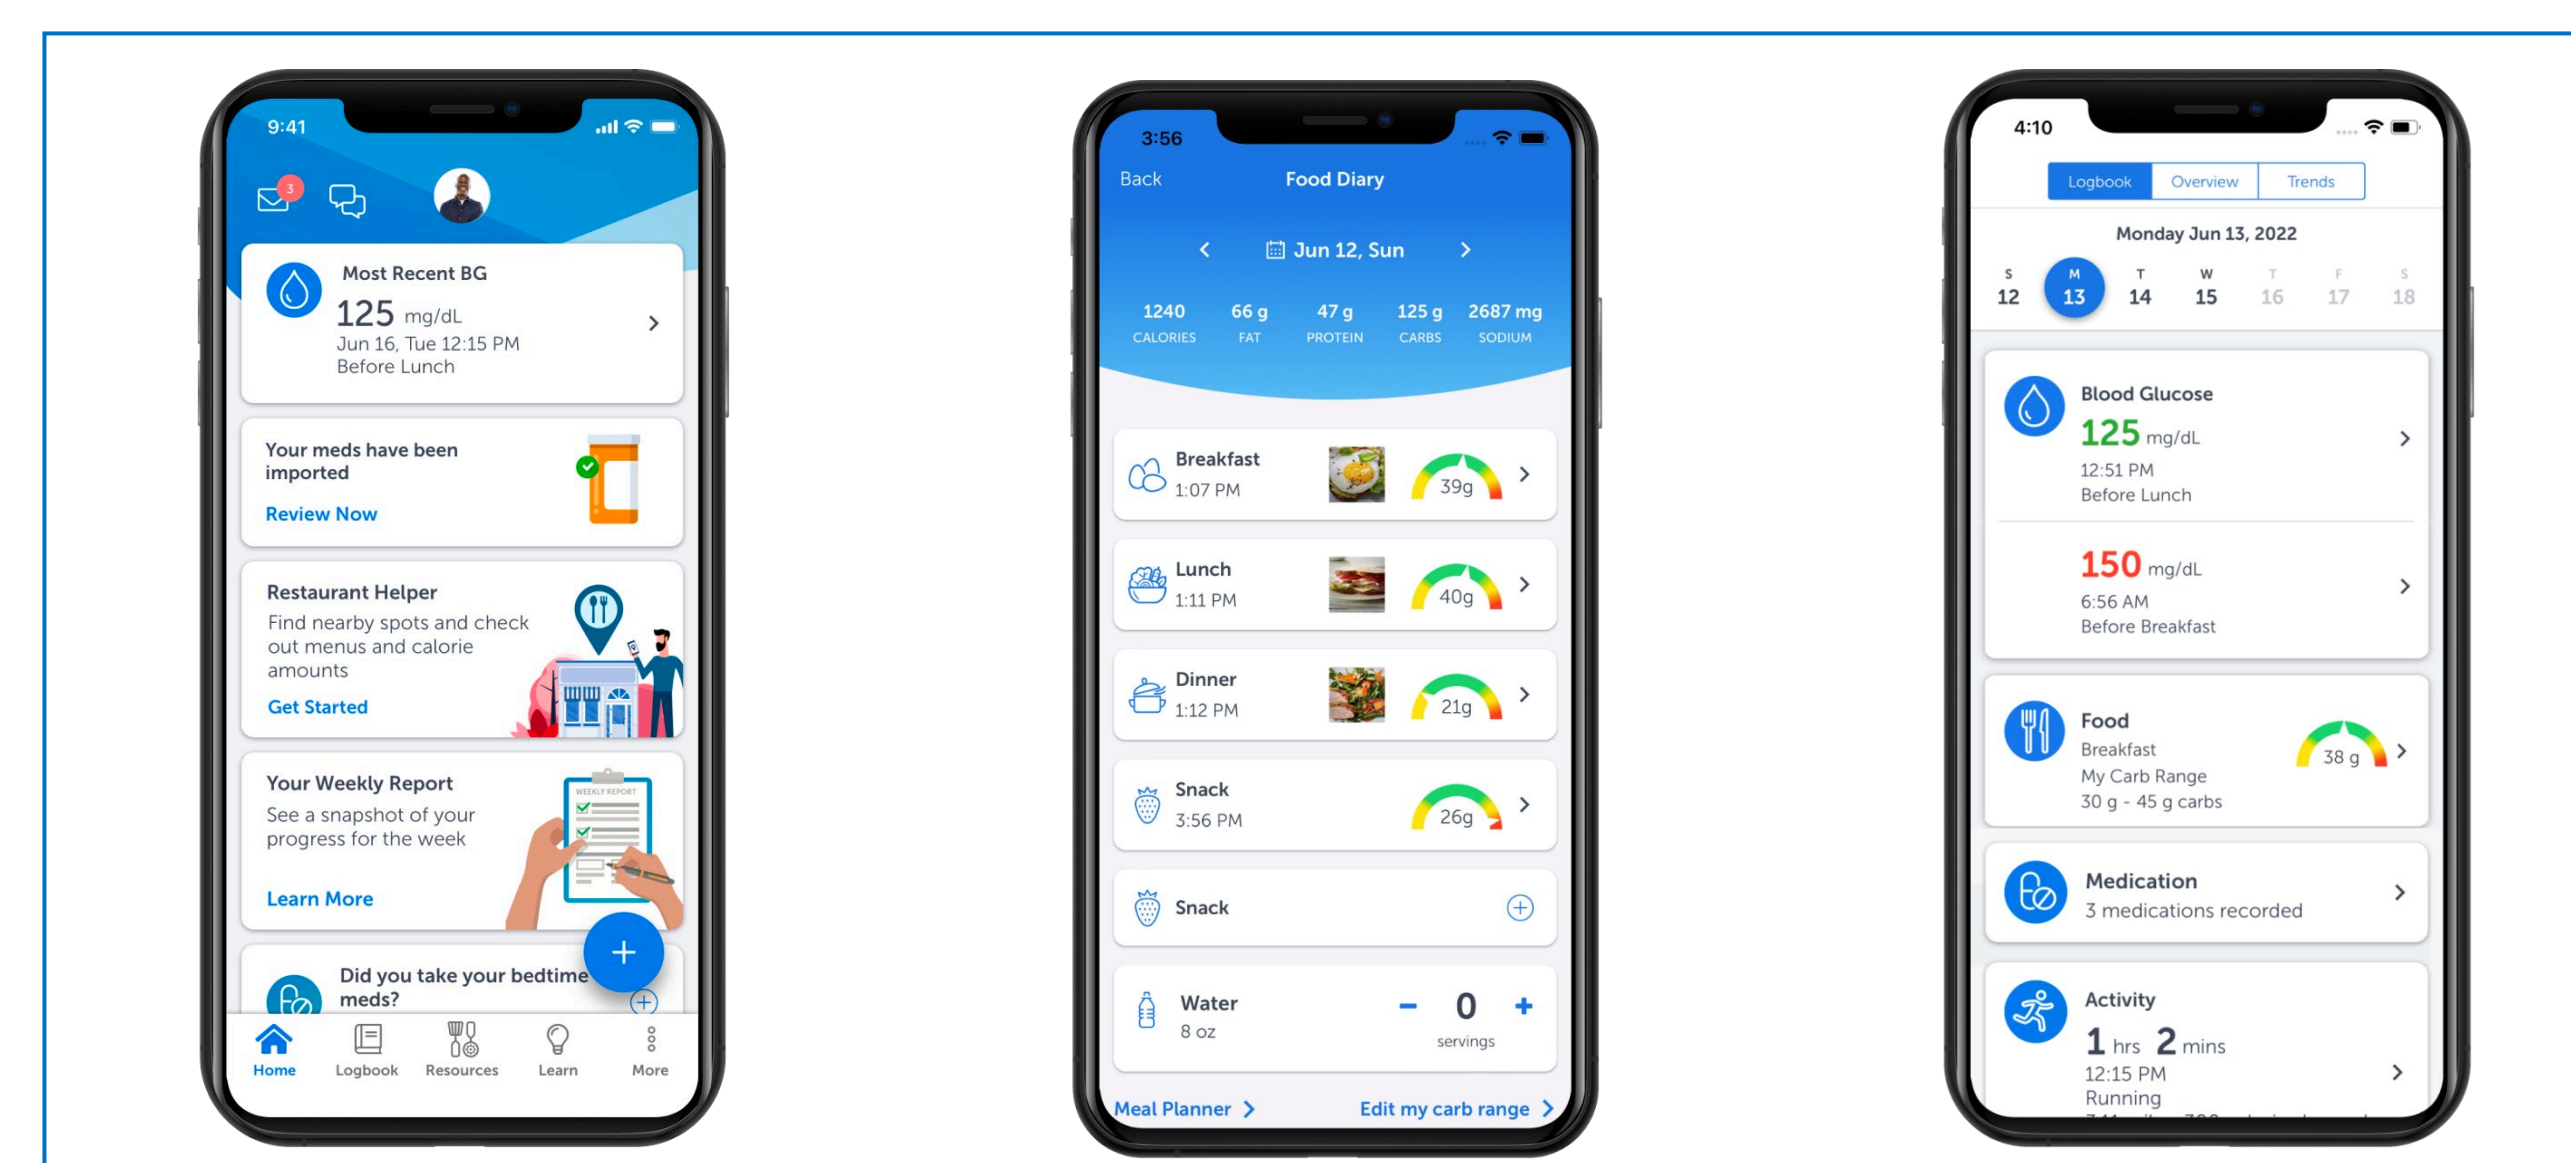 9:41
3
Most Recent BG
125 mg/dL
Jun 16, Tue 12:15 PM
Before Lunch
Your meds have been
imported
Review Now
Restaurant Helper
Find nearby spots and check
out menus and calorie
amounts
Get Started
Your Weekly Report
See a snapshot of your
progress for the week
Learn More
WEEKLY REPORT
Did you take your bedtime
meds?
Home Logbook Resources Learn More
3:56
Back Food Diary
Jun 12, Sun
1240 66 g 47 g 125 g 2687 mg
CALORIES FAT PROTEIN CARBS SODIUM
Breakfast
1:07 PM
39g
Lunch
1:11 PM
40g
Dinner
1:12 PM
21g
Snack
3:56 PM
26g
Snack
Water
8 oz
0
servings
Meal Planner Edit my carb range
4:10
Logbook Overview Trends
Monday Jun 13, 2022
S M T W T F S
12 13 14 15 16 17 18
Blood Glucose
125 mg/dL
12:51 PM
Before Lunch
150 mg/dL
6:56 AM
Before Breakfast
Food
Breakfast
My Carb Range
30 g - 45 g carbs
38 g
Medication
3 medications recorded
Activity
1 hrs 2 mins
12:15 PM
Running